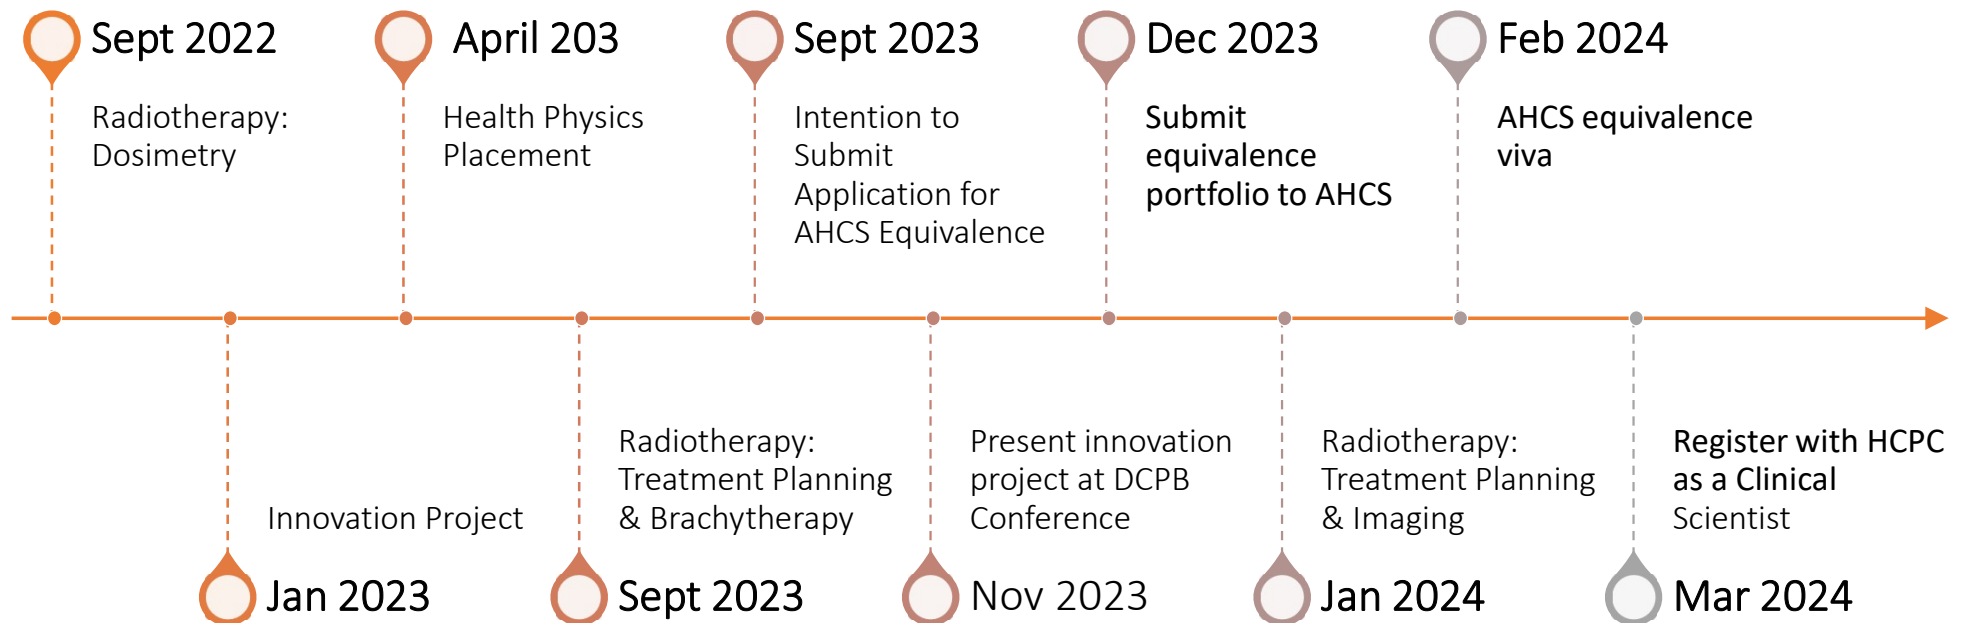 Sept 2022
Radiotherapy:
Dosimetry
April 203
Health Physics
Placement
Sept 2023
Intention to
Submit
Application for
AHCS Equivalence
Dec 2023
Submit
equivalence
portfolio to AHCS
Feb 2024
AHCS equivalence
viva
Innovation Project
Jan 2023
Radiotherapy:
Treatment Planning
& Brachytherapy
Sept 2023
Present innovation
project at DCPB
Conference
Nov 2023
Radiotherapy:
Treatment Planning
& Imaging
Jan 2024
Register with HCPC
as a Clinical
Scientist
Mar 2024